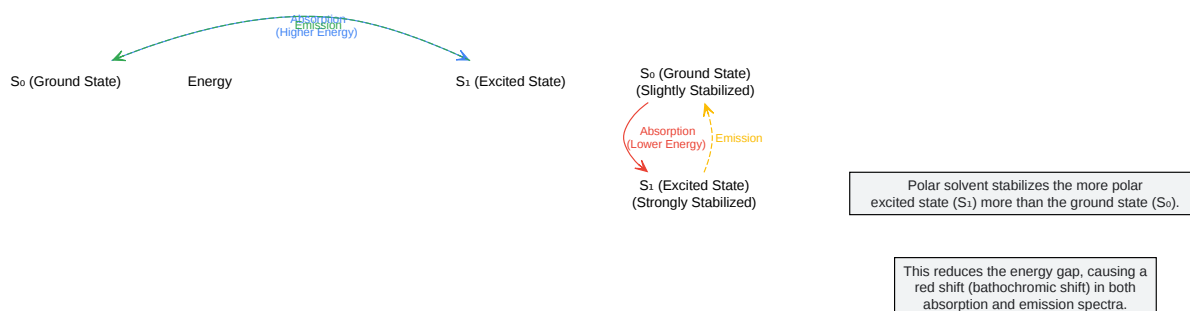 Absorption
(Higher Energy)
Emission
S₀ (Ground State)
Energy
S₁ (Excited State)
S₀ (Ground State)
(Slightly Stabilized)
Absorption
(Lower Energy)
Emission
S₁ (Excited State)
(Strongly Stabilized)
Polar solvent stabilizes the more polar
excited state (S₁) more than the ground state (S₀).
This reduces the energy gap, causing a
red shift (bathochromic shift) in both
absorption and emission spectra.